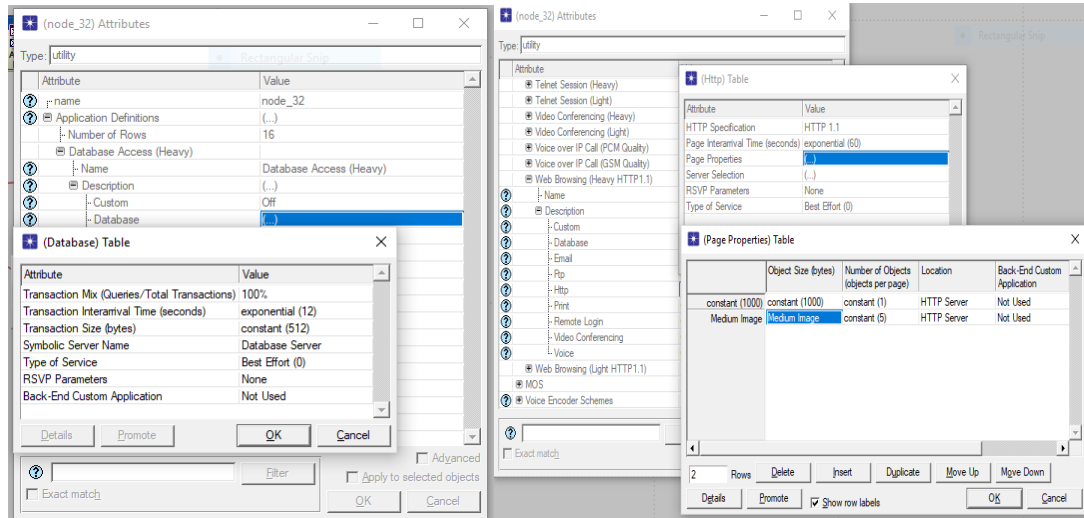 (node_32) Attributes
Type: utility
Rectangular Snip
Attribute Value
name node_32
Application Definitions (...)
Number of Rows 16
Database Access (Heavy)
Name Database Access (Heavy)
Description (...)
Custom Off
Database (...)
(Database) Table
Attribute Value
Transaction Mix (Queries/Total Transactions) 100%
Transaction Interarrival Time (seconds) exponential (12)
Transaction Size (bytes) constant (512)
Symbolic Server Name Database Server
Type of Service Best Effort (0)
RSVP Parameters None
Back-End Custom Application Not Used
Details Promote OK Cancel
Advanced
Filter Apply to selected objects
Exact match OK Cancel
(node_32) Attributes
Type: utility
Rectangular Snip
Attribute
Telnet Session (Heavy)
Telnet Session (Light)
Video Conferencing (Heavy)
Video Conferencing (Light)
Voice over IP Call (PCM Quality)
Voice over IP Call (GSM Quality)
Web Browsing (Heavy HTTP1.1)
Name
Description
Custom
Database
Email
Ftp
Http
Print
Remote Login
Video Conferencing
Voice
Web Browsing (Light HTTP1.1)
MOS
Voice Encoder Schemes
Exact match
(Http) Table
Attribute Value
HTTP Specification HTTP 1.1
Page Interarrival Time (seconds) exponential (60)
Page Properties (...)
Server Selection (...)
RSVP Parameters None
Type of Service Best Effort (0)
(Page Properties) Table
Object Size (bytes) Number of Objects (objects per page) Location Back-End Custom Application
constant (1000) constant (1000) constant (1) HTTP Server Not Used
Medium Image Medium Image constant (5) HTTP Server Not Used
2 Rows Delete Insert Duplicate Move Up Move Down
Details Promote Show row labels OK Cancel